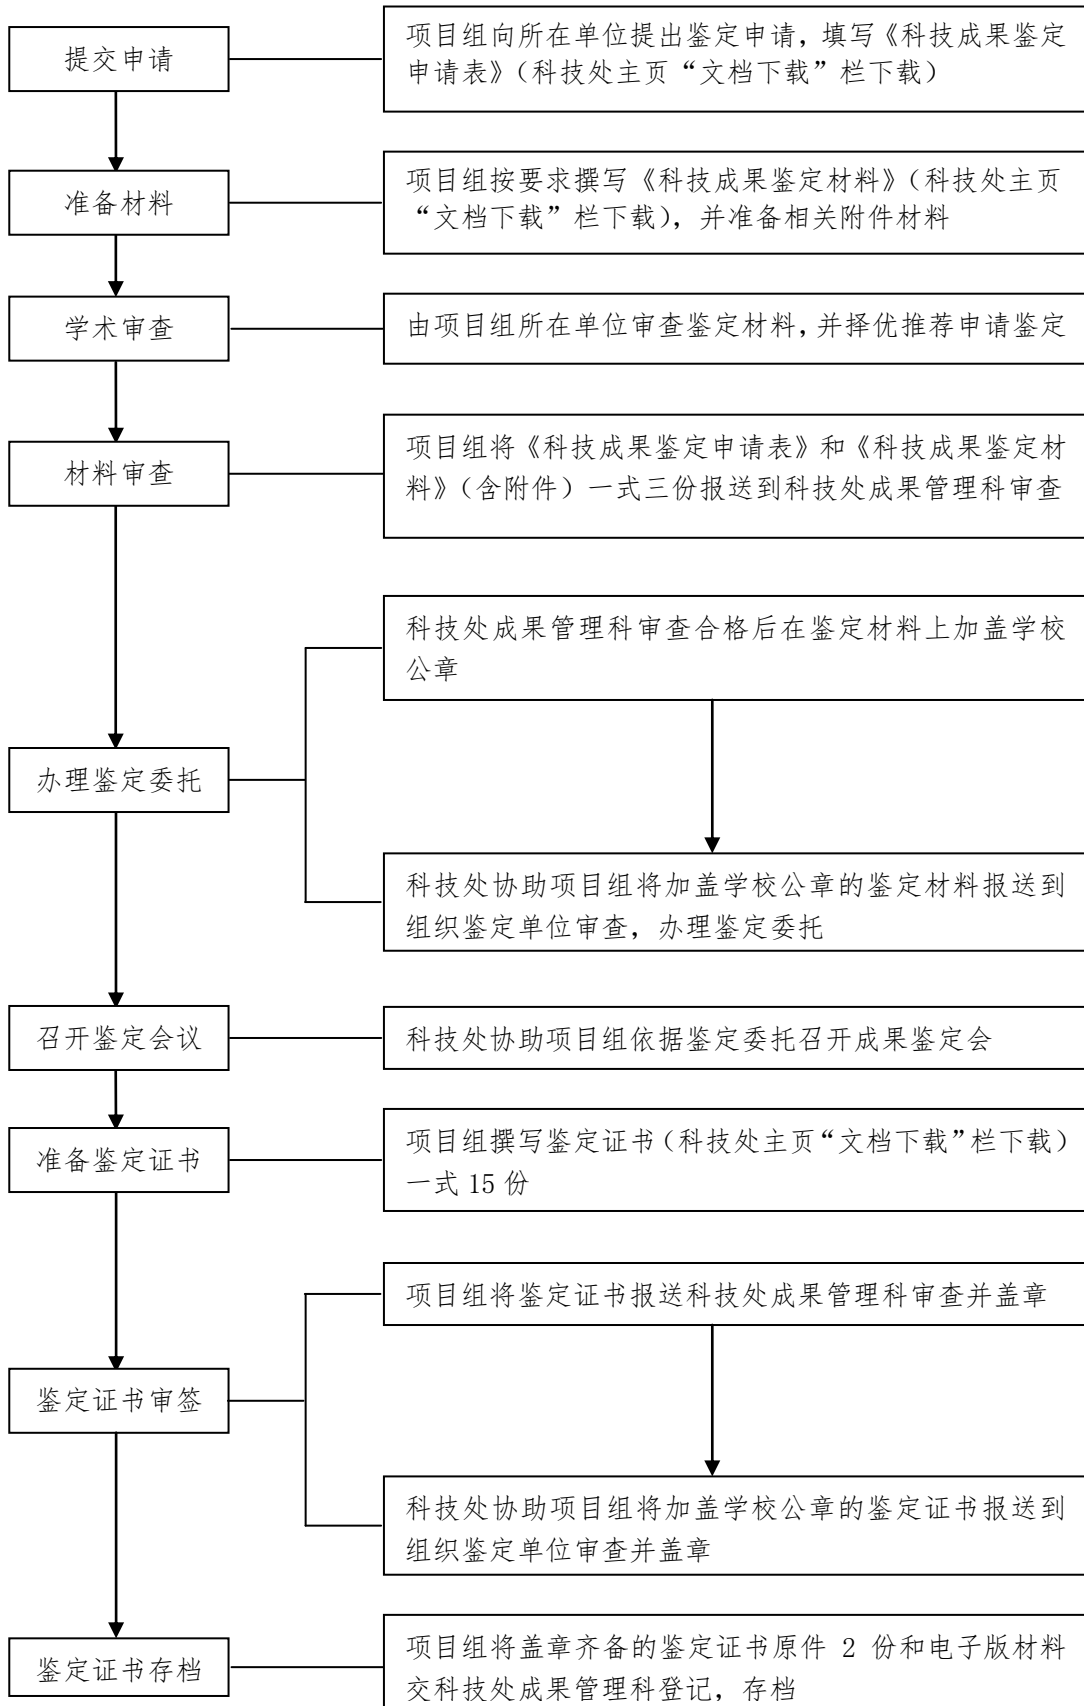 提交申请
项目组向所在单位提出鉴定申请，填写《科技成果鉴定
申请表》（科技处主页“文档下载”栏下载）
准备材料
项目组按要求撰写《科技成果鉴定材料》（科技处主页
“文档下载”栏下载），并准备相关附件材料
学术审查
由项目组所在单位审查鉴定材料，并择优推荐申请鉴定
材料审查
项目组将《科技成果鉴定申请表》和《科技成果鉴定材
料》（含附件）一式三份报送到科技处成果管理科审查
办理鉴定委托
科技处成果管理科审查合格后在鉴定材料上加盖学校
公章
科技处协助项目组将加盖学校公章的鉴定材料报送到
组织鉴定单位审查，办理鉴定委托
召开鉴定会议
科技处协助项目组依据鉴定委托召开成果鉴定会
准备鉴定证书
项目组撰写鉴定证书（科技处主页“文档下载”栏下载）
一式 15 份
鉴定证书审签
项目组将鉴定证书报送科技处成果管理科审查并盖章
科技处协助项目组将加盖学校公章的鉴定证书报送到
组织鉴定单位审查并盖章
鉴定证书存档
项目组将盖章齐备的鉴定证书原件 2 份和电子版材料
交科技处成果管理科登记，存档